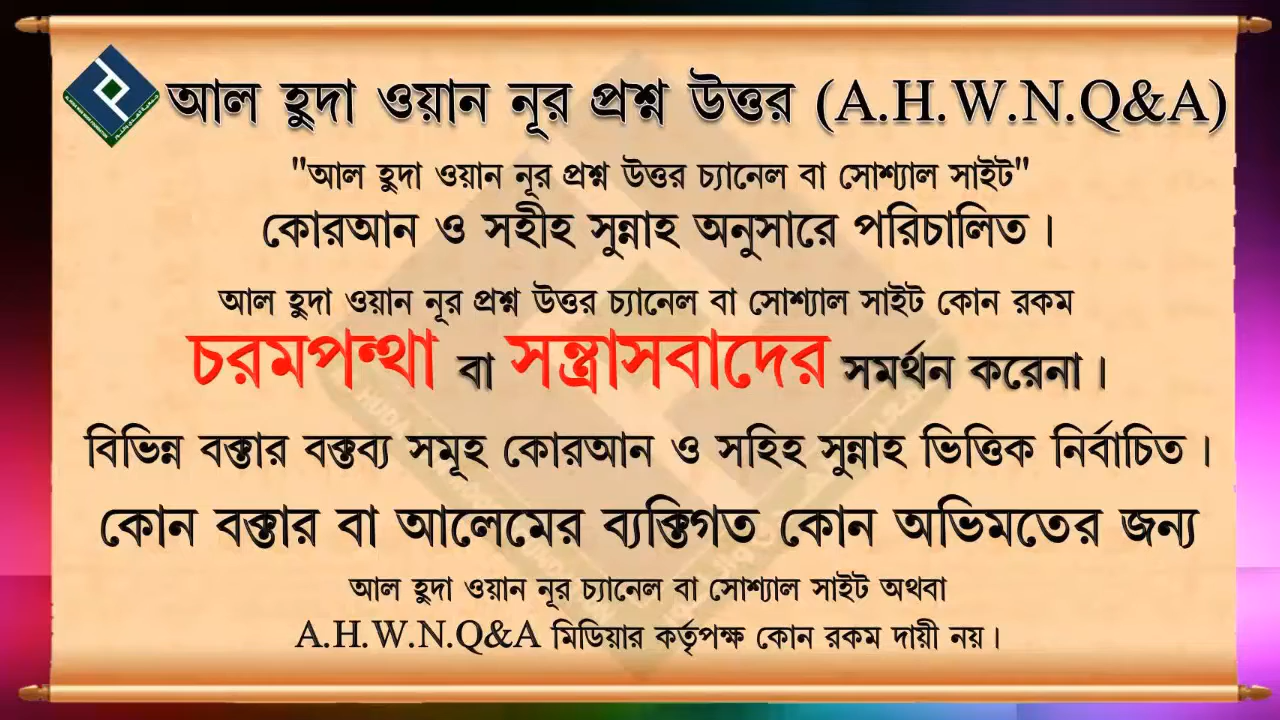 আল হুদা ওয়ান নূর প্রশ্ন উত্তর (A.H.W.N.Q&A)
"আল হুদা ওয়ান নূর প্রশ্ন উত্তর চ্যানেল বা সোশ্যাল সাইট"
কোরআন ও সহীহ সুন্নাহ অনুসারে পরিচালিত ।
আল হুদা ওয়ান নূর প্রশ্ন উত্তর চ্যানেল বা সোশ্যাল সাইট কোন রকম
চরমপন্থা বা সন্ত্রাসবাদের সমর্থন করেনা ।
বিভিন্ন বক্তার বক্তব্য সমূহ কোরআন ও সহিহ সুন্নাহ ভিত্তিক নির্বাচিত ।
কোন বক্তার বা আলেমের ব্যক্তিগত কোন অভিমতের জন্য
আল হুদা ওয়ান নূর চ্যানেল বা সোশ্যাল সাইট অথবা
A.H.W.N.Q&A মিডিয়ার কর্তৃপক্ষ কোন রকম দায়ী নয়।